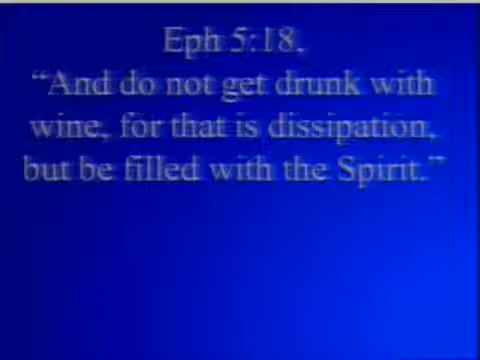 Eph 5:18,
“And do not get drunk with
wine, for that is dissipation,
but be filled with the Spirit.”